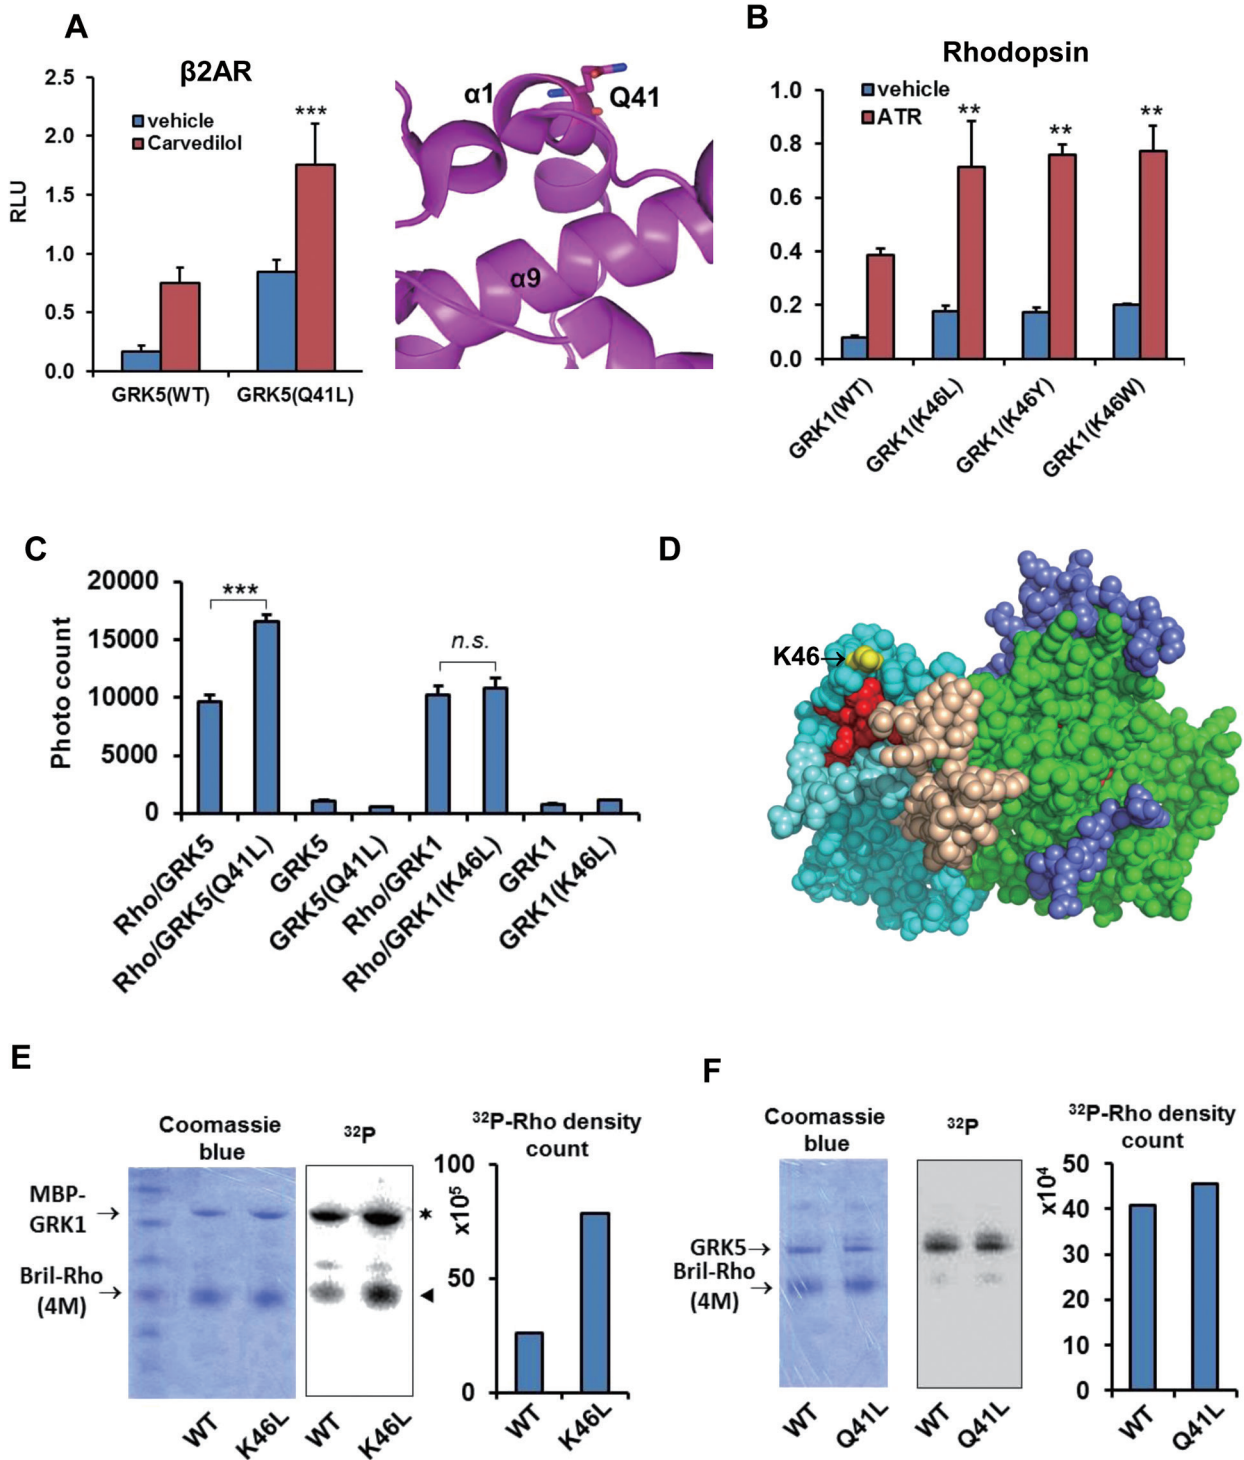 A
β2AR
2.5
2.0
1.5
1.0
0.5
0.0
RLU
vehicle
Carvedilol
***
GRK5(WT)
GRK5(Q41L)
α1
Q41
α9
B
Rhodopsin
1.0
0.8
0.6
0.4
0.2
0.0
vehicle
ATR
**
**
**
GRK1(WT)
GRK1(K46L)
GRK1(K46Y)
GRK1(K46W)
C
20000
15000
10000
5000
0
Photo count
***
n.s.
Rho/GRK5
Rho/GRK5(Q41L)
GRK5
GRK5(Q41L)
Rho/GRK1
Rho/GRK1(K46L)
GRK1
GRK1(K46L)
D
K46
E
Coomassie
blue
32P
32P-Rho density
count
MBP-
GRK1
Bril-Rho
(4M)
100
50
0
x10⁵
WT
K46L
WT
K46L
WT
K46L
F
Coomassie
blue
32P
32P-Rho density
count
GRK5
Bril-Rho
(4M)
50
40
30
20
10
0
x10⁴
WT
Q41L
WT
Q41L
WT
Q41L